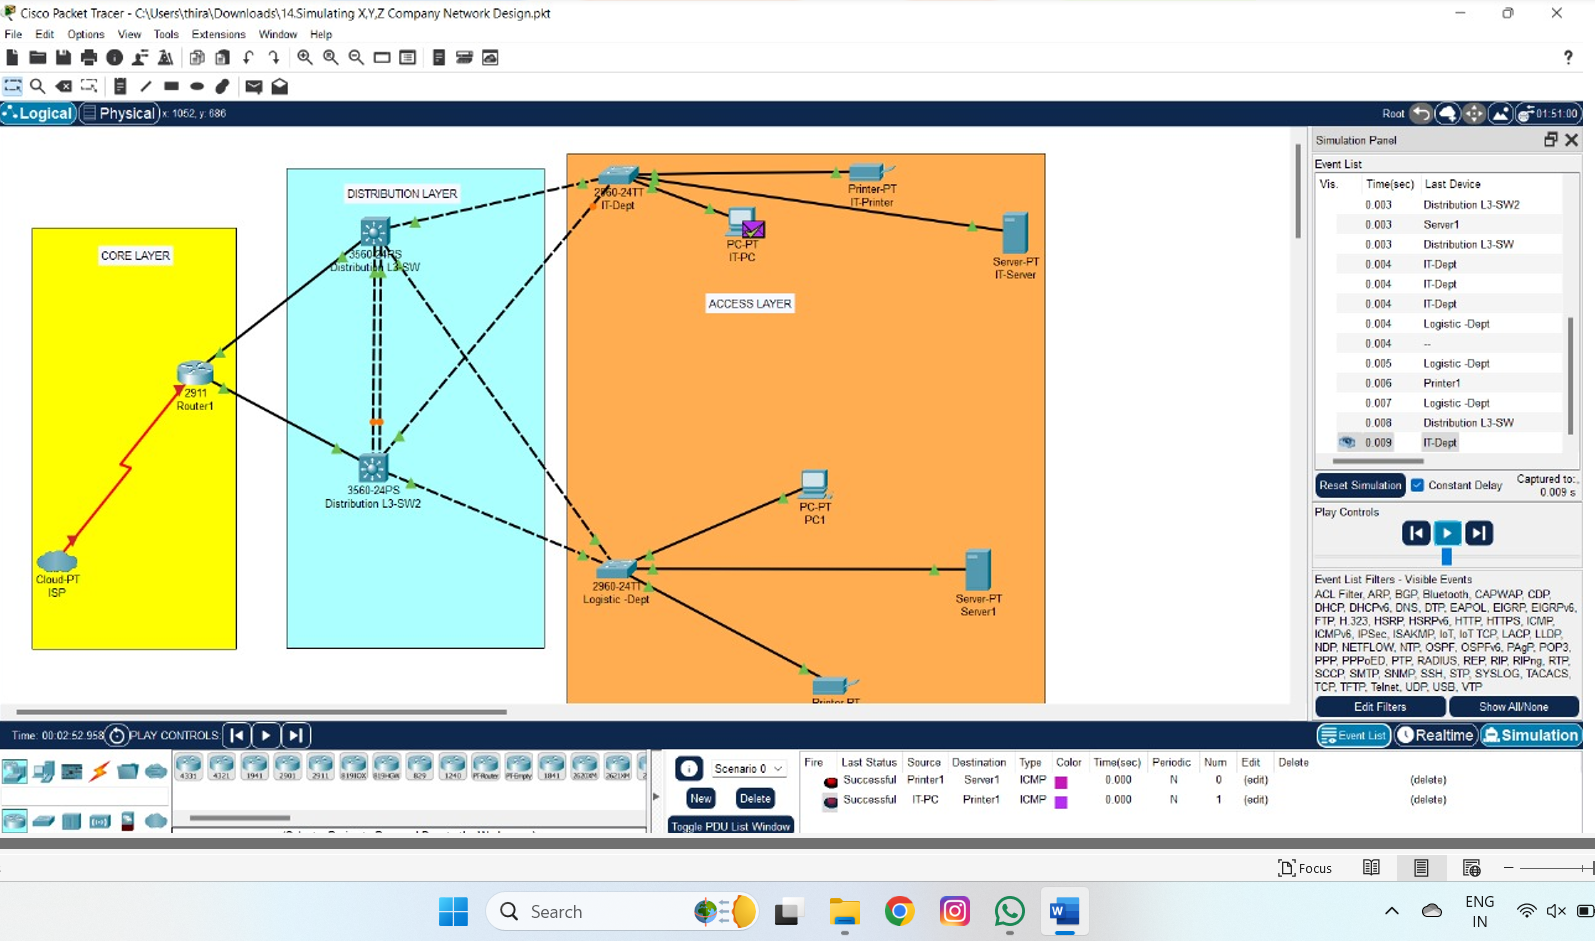 Cisco Packet Tracer - C:\Users\thira\Downloads\14.Simulating X,Y,Z Company Network Design.pkt
File Edit Options View Tools Extensions Window Help
Logical Physical x: 1052, y: 686 Root 01:51:00
DISTRIBUTION LAYER
CORE LAYER
ACCESS LAYER
3560-24PS
Distribution L3-SW
2960-24TT
IT-Dept
Printer-PT
IT-Printer
PC-PT
IT-PC
Server-PT
IT-Server
2911
Router1
3560-24PS
Distribution L3-SW2
Cloud-PT
ISP
PC-PT
PC1
2960-24TT
Logistic -Dept
Server-PT
Server1
Printer-PT
Simulation Panel
Event List
Vis. Time(sec) Last Device
0.003 Distribution L3-SW2
0.003 Server1
0.003 Distribution L3-SW
0.004 IT-Dept
0.004 IT-Dept
0.004 IT-Dept
0.004 Logistic -Dept
0.004 --
0.005 Logistic -Dept
0.006 Printer1
0.007 Logistic -Dept
0.008 Distribution L3-SW
0.009 IT-Dept
Reset Simulation Constant Delay Captured to:
0.009 s
Play Controls
Event List Filters - Visible Events
ACL Filter, ARP, BGP, Bluetooth, CAPWAP, CDP,
DHCP, DHCPv6, DNS, DTP, EAPOL, EIGRP, EIGRPv6,
FTP, H.323, HSRP, HSRPv6, HTTP, HTTPS, ICMP,
ICMPv6, IPSec, ISAKMP, IoT, IoT TCP, LACP, LLDP,
NDP, NETFLOW, NTP, OSPF, OSPFv6, PAgP, POP3,
PPP, PPPoED, PTP, RADIUS, REP, RIP, RIPng, RTP,
SCCP, SMTP, SNMP, SSH, STP, SYSLOG, TACACS,
TCP, TFTP, Telnet, UDP, USB, VTP
Edit Filters Show All/None
Time: 00:02:52.958 PLAY CONTROLS: Event List Realtime Simulation
4331 4321 1941 2901 2911 819IOX 819HGW 829 1240 PT-Router PT-Empty 1841 2620XM 2621XM
Scenario 0
New Delete
Toggle PDU List Window
Fire Last Status Source Destination Type Color Time(sec) Periodic Num Edit Delete
Successful Printer1 Server1 ICMP 0.000 N 0 (edit) (delete)
Successful IT-PC Printer1 ICMP 0.000 N 1 (edit) (delete)
Focus
Search
ENG
IN